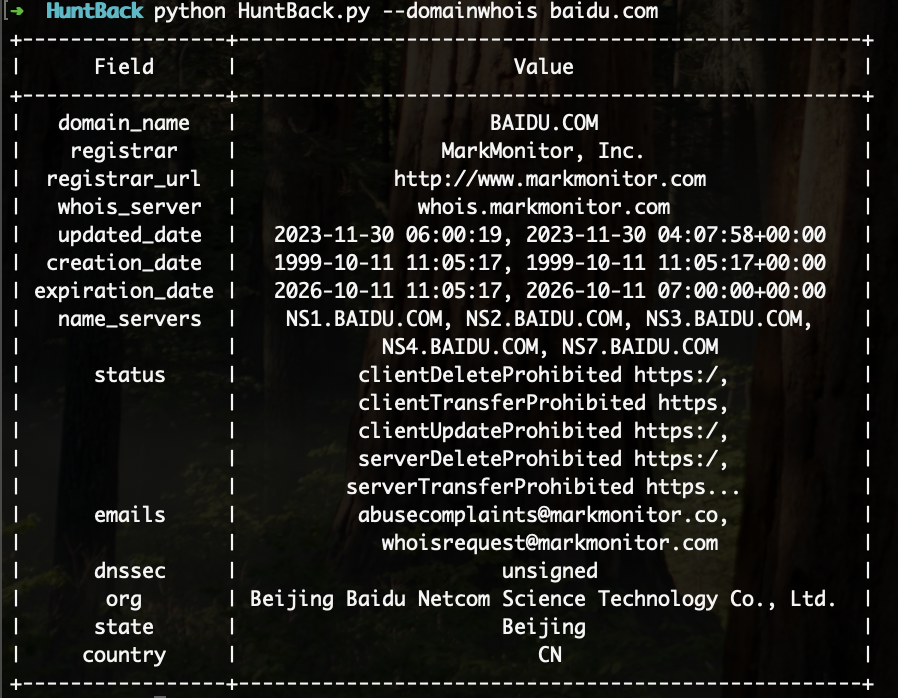 [➜ HuntBack python HuntBack.py --domainwhois baidu.com
+------------------+----------------------------------------------------+
| Field | Value |
+------------------+----------------------------------------------------+
| domain_name | BAIDU.COM |
| registrar | MarkMonitor, Inc. |
| registrar_url | http://www.markmonitor.com |
| whois_server | whois.markmonitor.com |
| updated_date | 2023-11-30 06:00:19, 2023-11-30 04:07:58+00:00 |
| creation_date | 1999-10-11 11:05:17, 1999-10-11 11:05:17+00:00 |
| expiration_date | 2026-10-11 11:05:17, 2026-10-11 07:00:00+00:00 |
| name_servers | NS1.BAIDU.COM, NS2.BAIDU.COM, NS3.BAIDU.COM, |
| | NS4.BAIDU.COM, NS7.BAIDU.COM |
| status | clientDeleteProhibited https:/, |
| | clientTransferProhibited https, |
| | clientUpdateProhibited https:/, |
| | serverDeleteProhibited https:/, |
| | serverTransferProhibited https... |
| emails | abusecomplaints@markmonitor.co, |
| | whoisrequest@markmonitor.com |
| dnssec | unsigned |
| org | Beijing Baidu Netcom Science Technology Co., Ltd. |
| state | Beijing |
| country | CN |
+------------------+----------------------------------------------------+